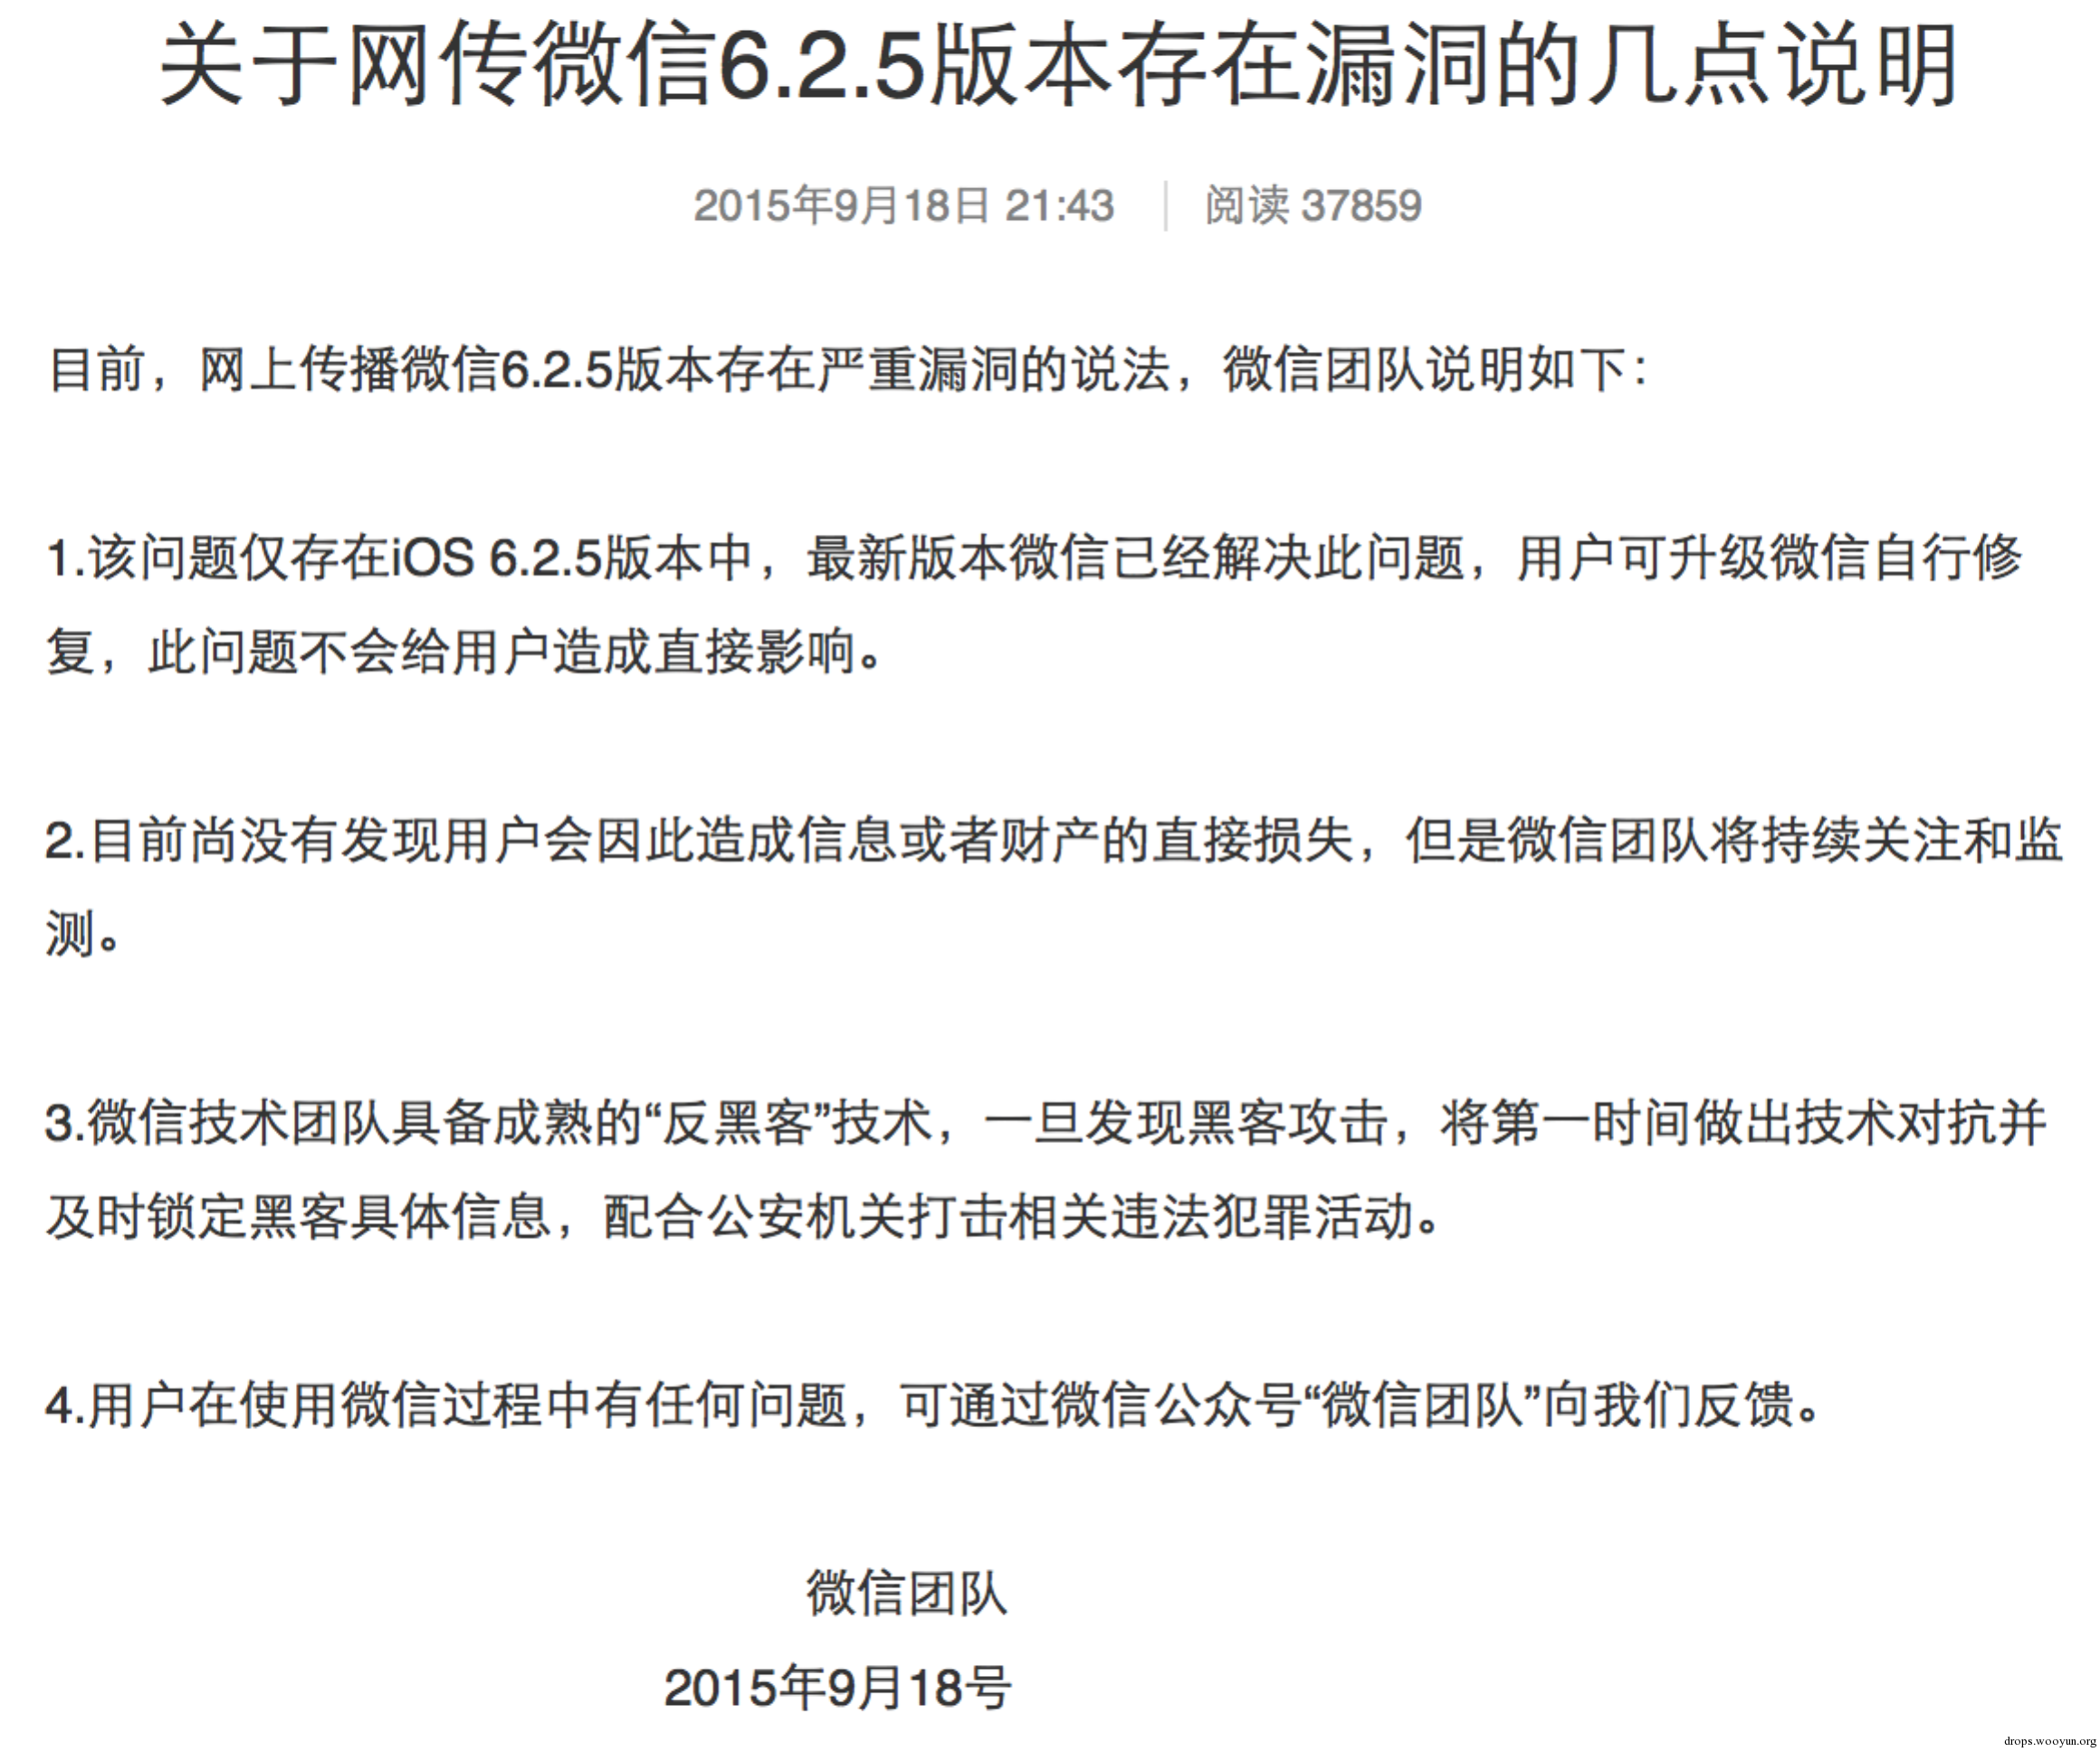 关于网传微信6.2.5版本存在漏洞的几点说明
2015年9月18日 21:43 | 阅读 37859
目前，网上传播微信6.2.5版本存在严重漏洞的说法，微信团队说明如下：
1.该问题仅存在iOS 6.2.5版本中，最新版本微信已经解决此问题，用户可升级微信自行修
复，此问题不会给用户造成直接影响。
2.目前尚没有发现用户会因此造成信息或者财产的直接损失，但是微信团队将持续关注和监
测。
3.微信技术团队具备成熟的“反黑客”技术，一旦发现黑客攻击，将第一时间做出技术对抗并
及时锁定黑客具体信息，配合公安机关打击相关违法犯罪活动。
4.用户在使用微信过程中有任何问题，可通过微信公众号“微信团队”向我们反馈。
微信团队
2015年9月18号
drops.wooyun.org